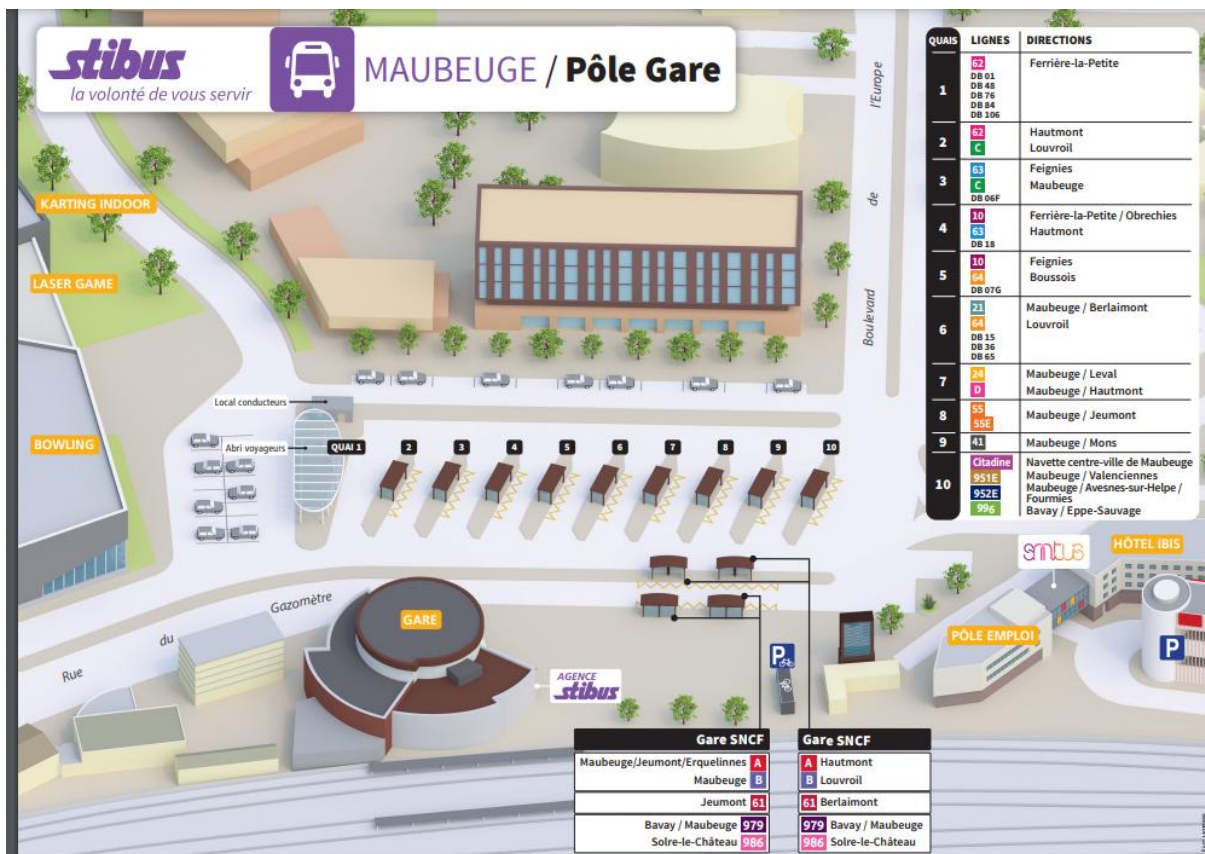 stibus
la volonté de vous servir
MAUBEUGE / Pôle Gare
QUAIS LIGNES DIRECTIONS
1
62 Ferrière-la-Petite
DB 01
DB 48
DB 76
DB 84
DB 106
2
62 Hautmont
C Louvroil
3
63 Feignies
C Maubeuge
DB 06F
4
10 Ferrière-la-Petite / Obrechies
63 Hautmont
DB 18
5
10 Feignies
64 Boussois
DB 07G
6
21 Maubeuge / Berlaimont
64 Louvroil
DB 15
DB 36
DB 65
7
24 Maubeuge / Leval
D Maubeuge / Hautmont
8
55 Maubeuge / Jeumont
55E
9 41 Maubeuge / Mons
10
Citadine Navette centre-ville de Maubeuge
951E Maubeuge / Valenciennes
952E Maubeuge / Avesnes-sur-Helpe /
Fourmies
996 Bavay / Eppe-Sauvage
Boulevard de l'Europe
KARTING INDOOR
LASER GAME
BOWLING
Local conducteurs
Abri voyageurs
QUAI 1 2 3 4 5 6 7 8 9 10
smtus
HÔTEL IBIS
PÔLE EMPLOI
P
P
Rue du Gazomètre
GARE
AGENCE
stibus
Gare SNCF
Maubeuge/Jeumont/Erquelinnes A
Maubeuge B
Jeumont 61
Bavay / Maubeuge 979
Solre-le-Château 986
Gare SNCF
A Hautmont
B Louvroil
61 Berlaimont
979 Bavay / Maubeuge
986 Solre-le-Château